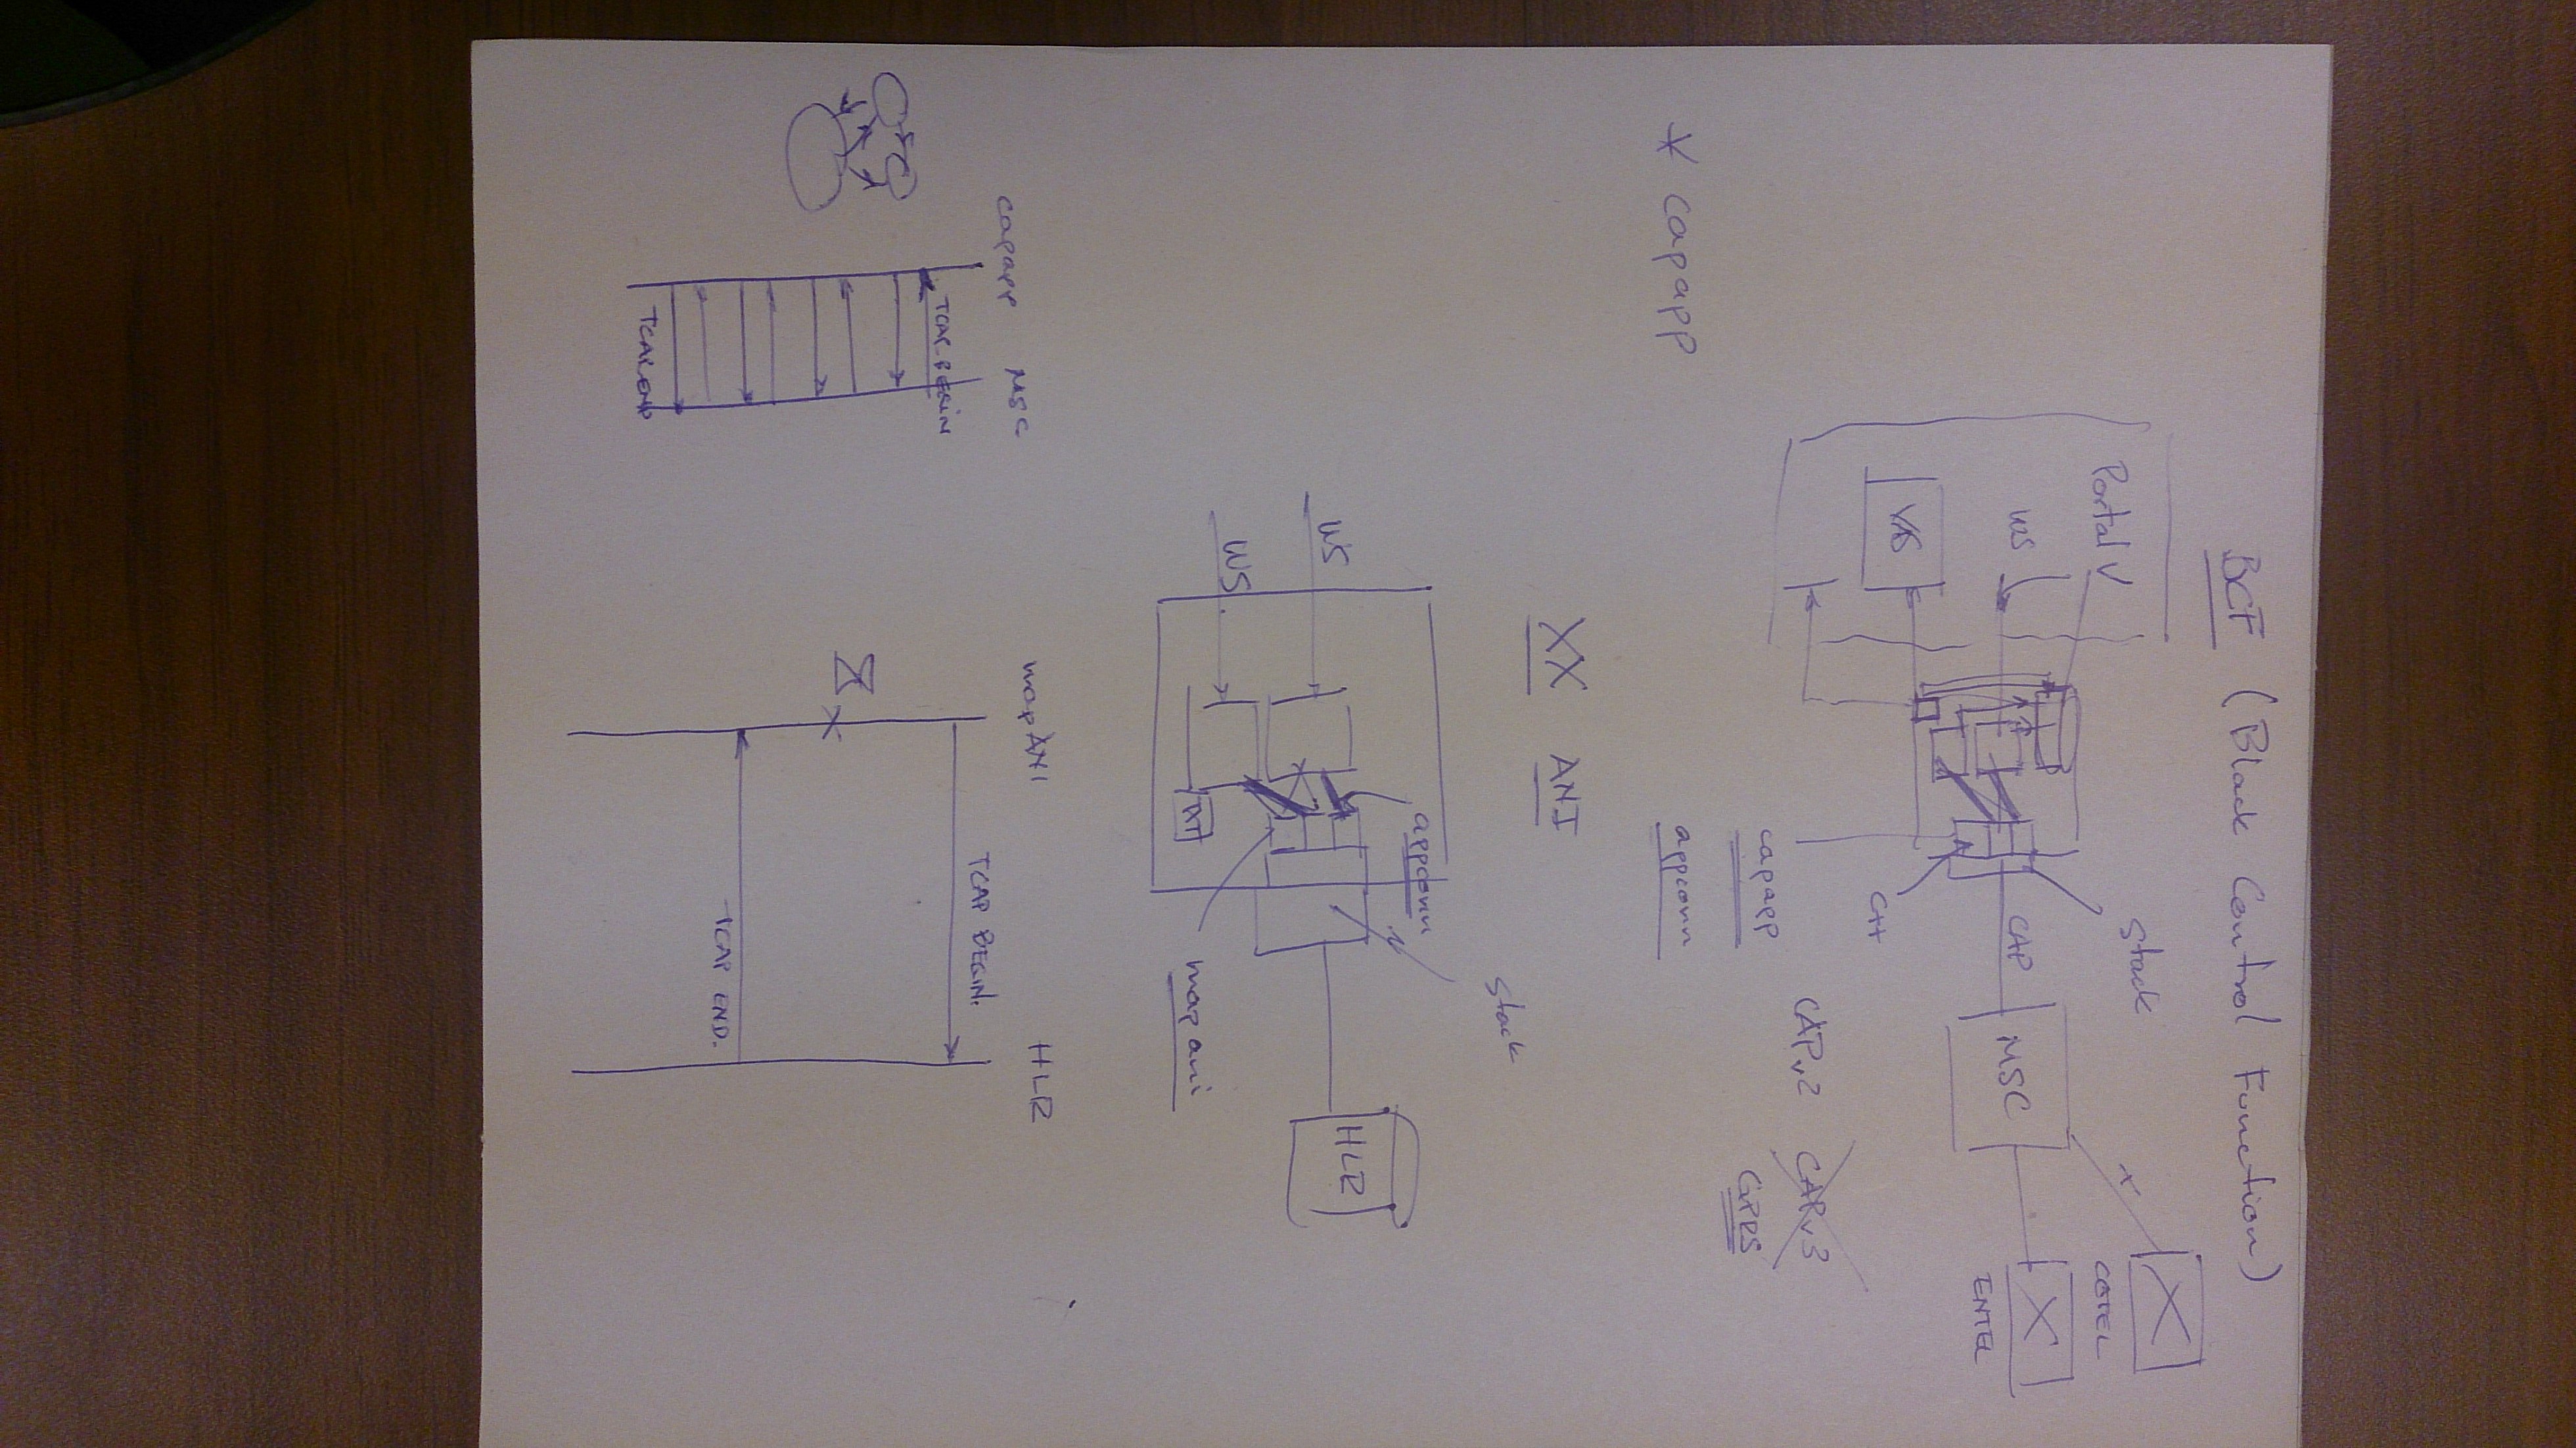 BCF (Black Control Function)
Portal V
WS
VAS
stack
CAP
MSC
X
COTEL
X
ENTEL
CAPv2
CAPv3
GPRS
capapp
appconn
* capapp
XX ANI
WS
WS
appconn
TXT
stack
mapani
HLR
capapp MSC
TCAP BEGIN
TCAP END
mapANI HLR
TCAP BEGIN.
TCAP END.